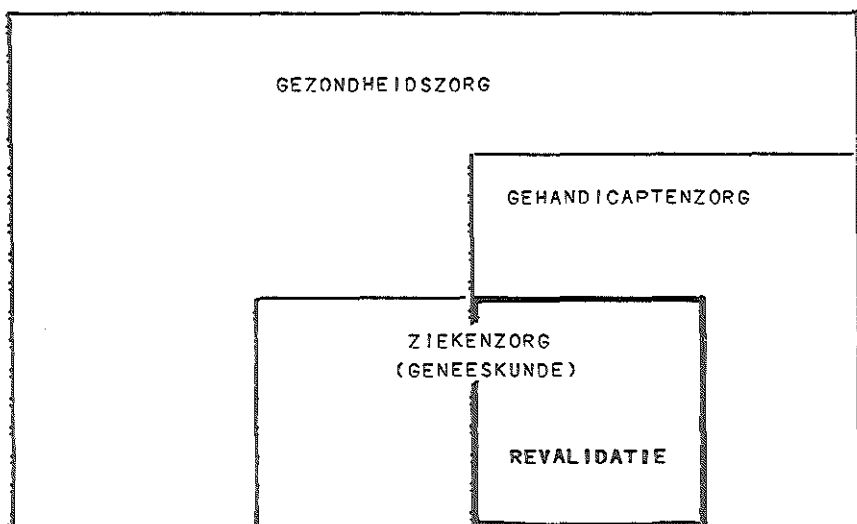 GEZONDHEIDSZORG
GEHANDICAPTENZORG
ZIEKENZORG
(GENEESKUNDE)
REVALIDATIE